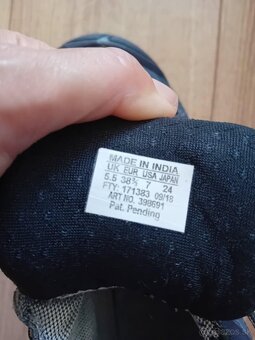 MADE IN INDIA
UK EUR USA JAPAN
5.5 38⅔ 7 24
FTY: 171383 09/18
ART NO. 398691
Pat. Pending